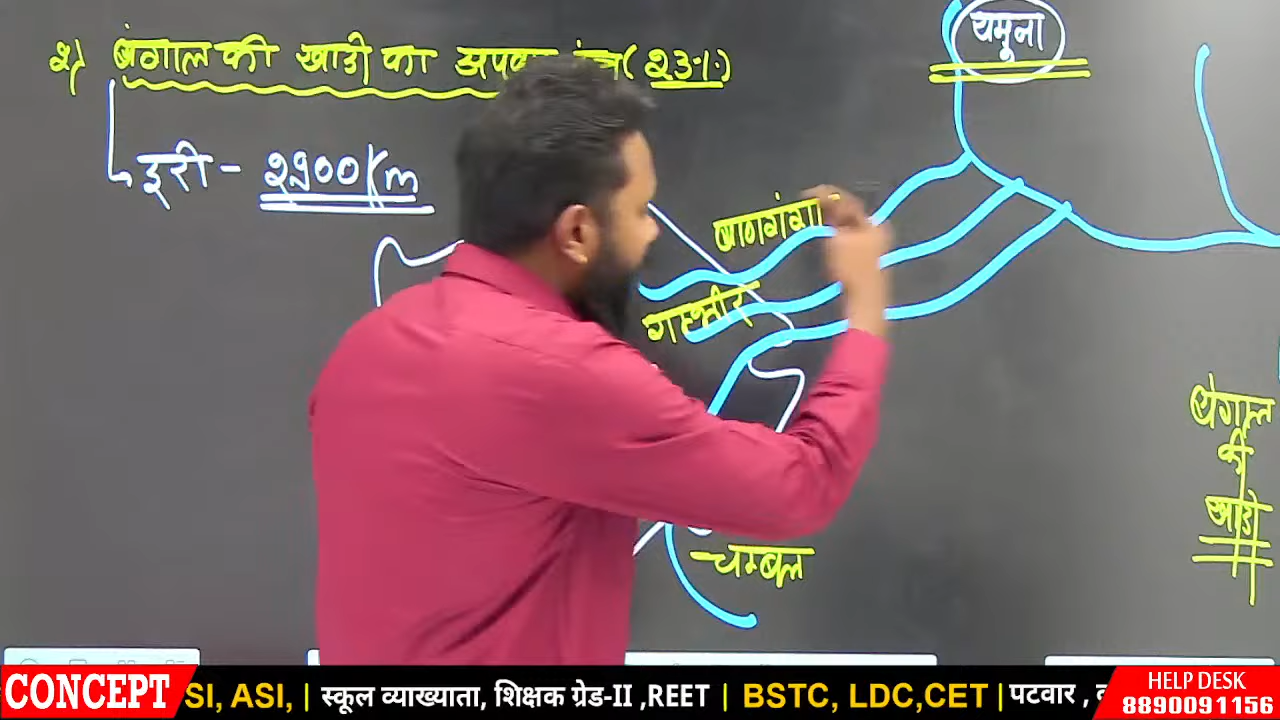 २) बंगाल की खाडी का अपवाह तंत्र (23%)
यमुना
दूरी - 2900 Km
बाणगंगा
गम्भीर
बंगाल
की
खाडी
चम्बल
CONCEPT
SI, ASI, | स्कूल व्याख्याता, शिक्षक ग्रेड-II ,REET | BSTC, LDC,CET | पटवार ,
HELP DESK
8890091156